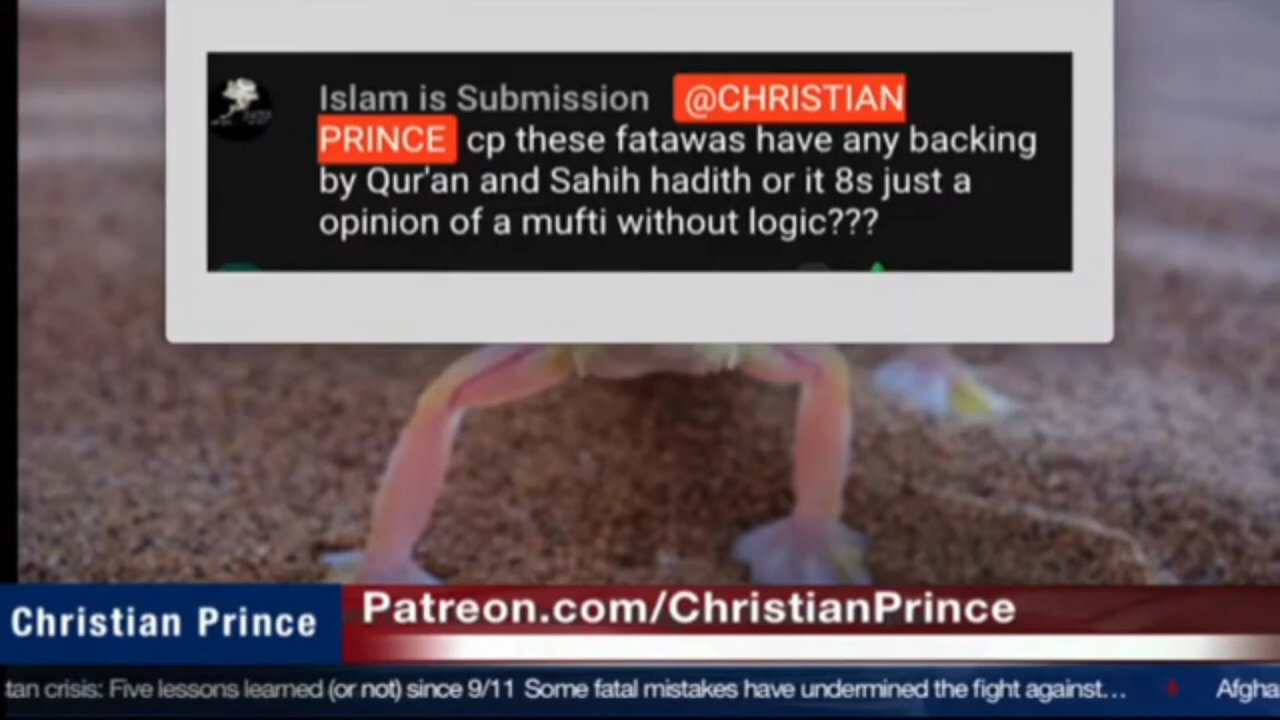 Islam is Submission @CHRISTIAN
PRINCE cp these fatawas have any backing
by Qur'an and Sahih hadith or it 8s just a
opinion of a mufti without logic???
Christian Prince
Patreon.com/ChristianPrince
tan crisis: Five lessons learned (or not) since 9/11 Some fatal mistakes have undermined the fight against... Afgha